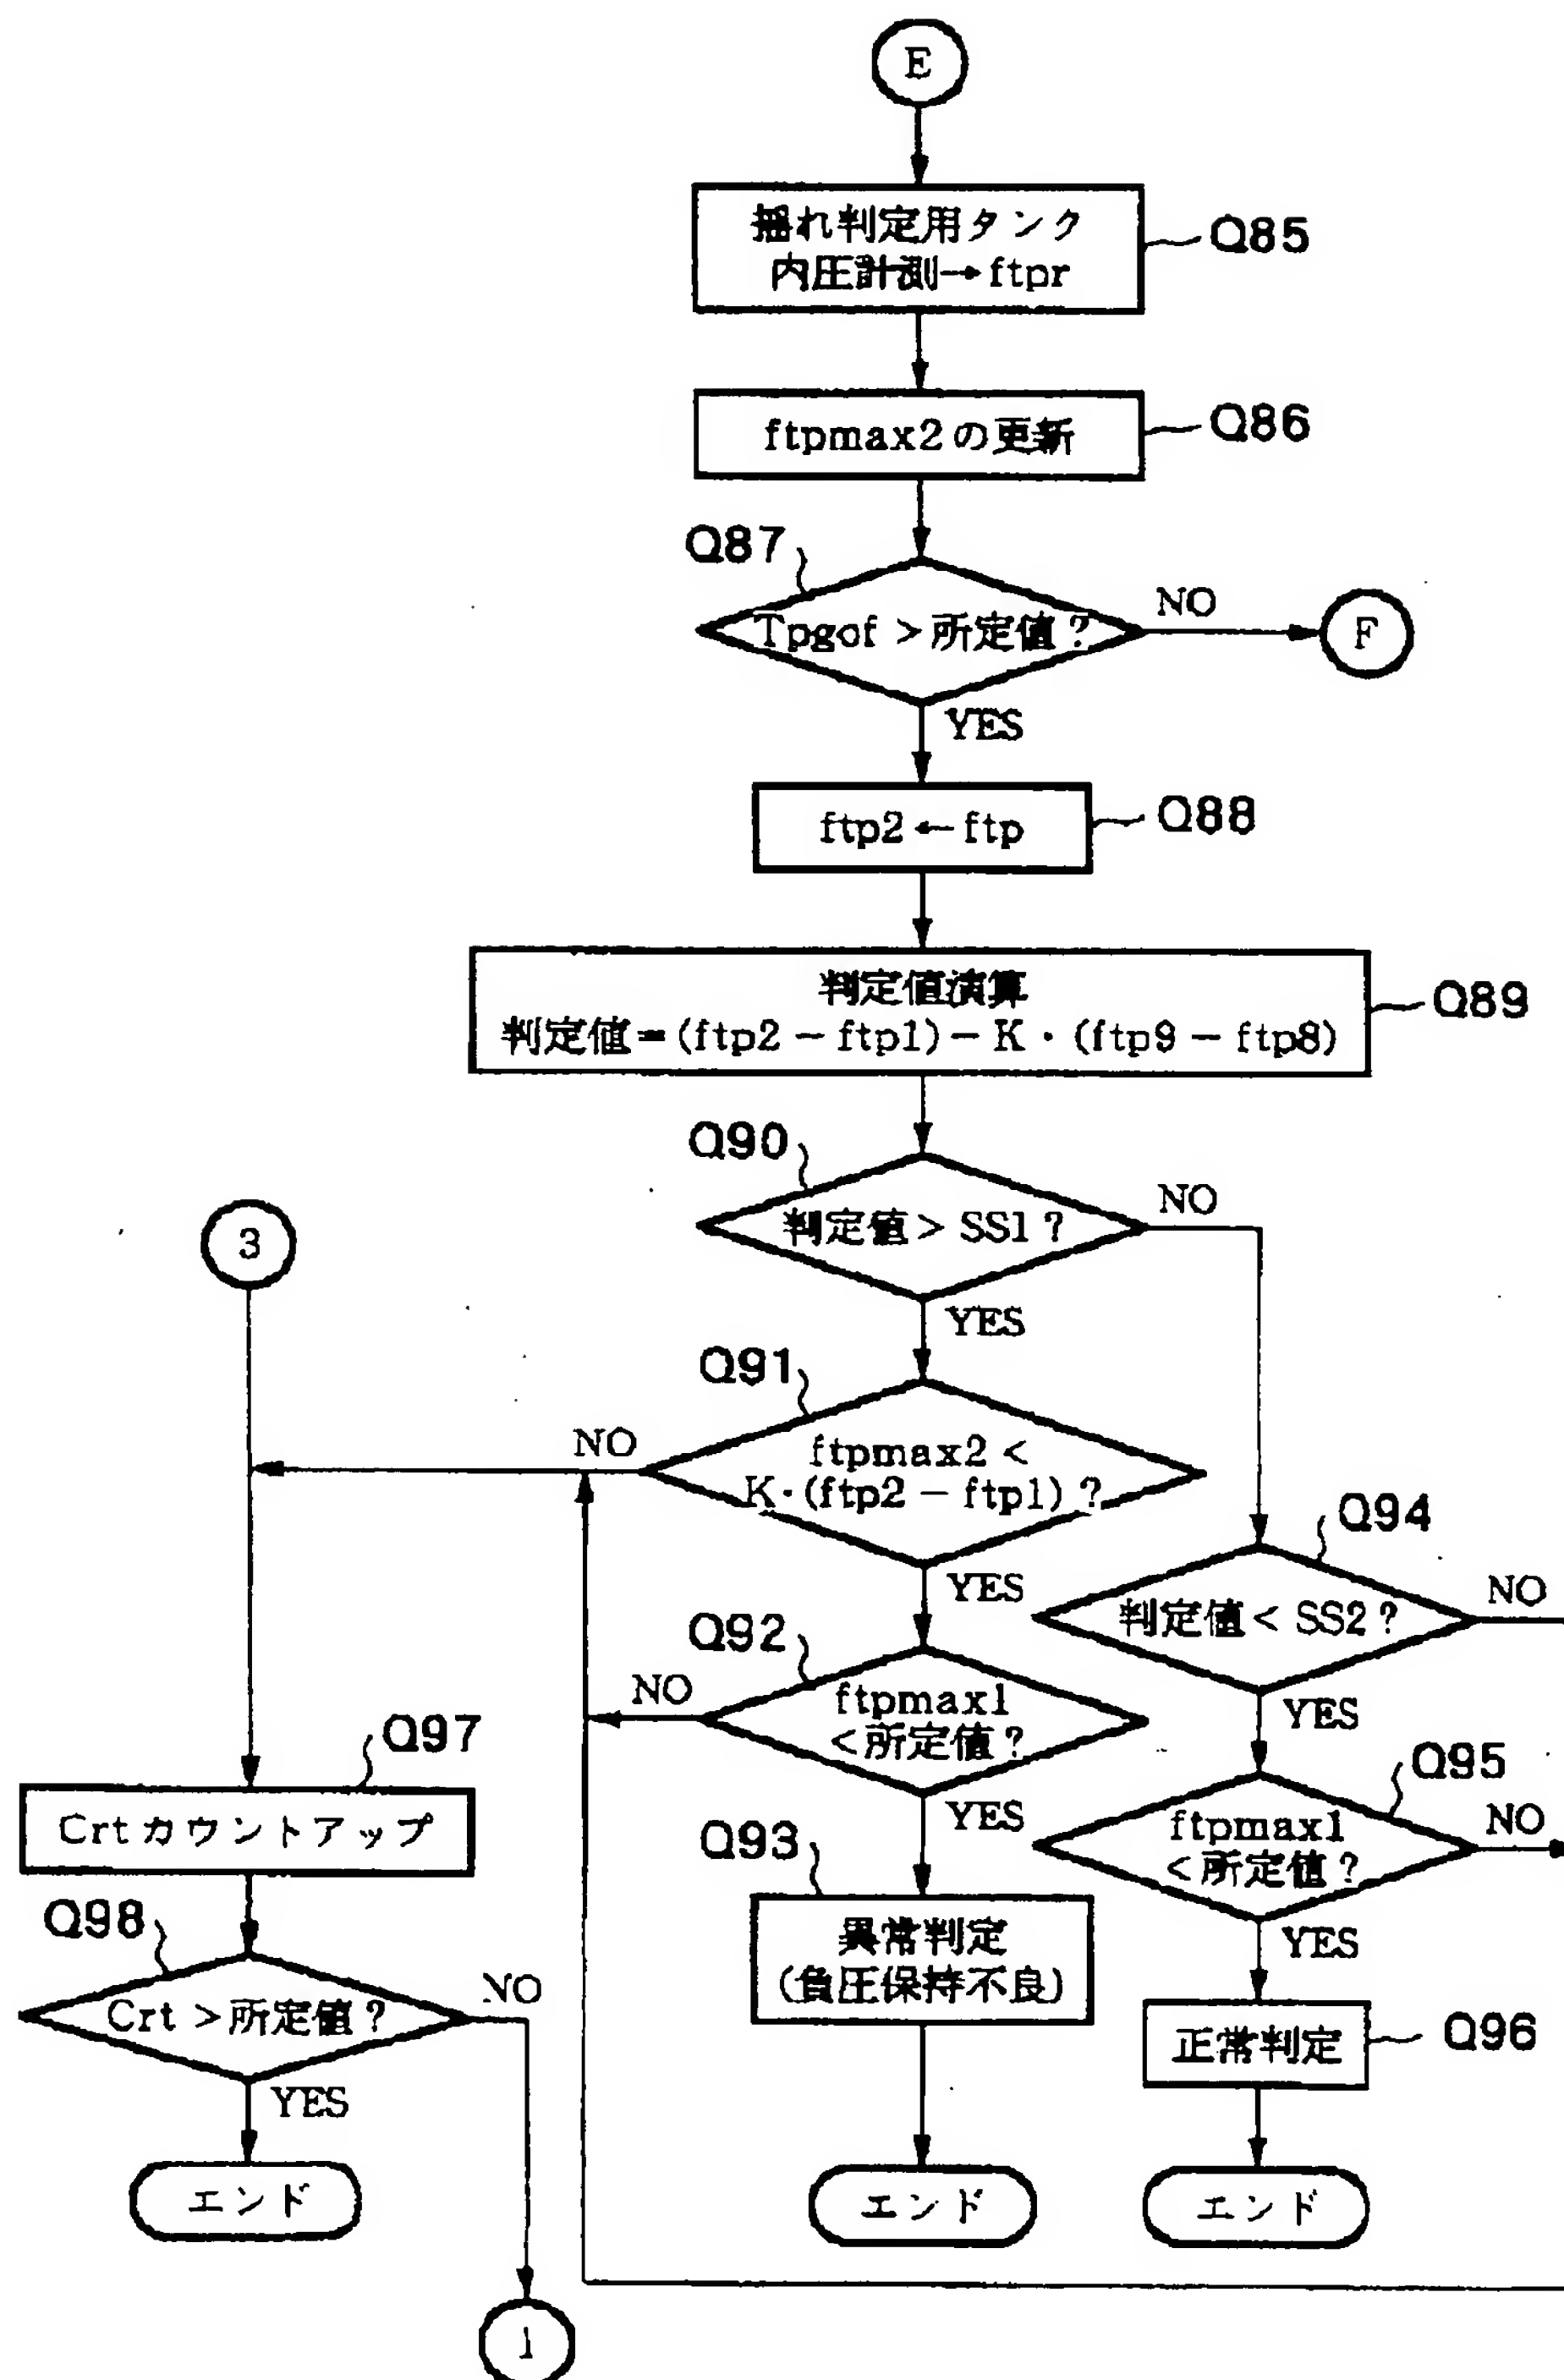 E
揺れ判定用タンク
内圧計測→ftpr
Q85
ftpmax2の更新
Q86
Q87
Tpgof>所定値?
NO
F
YES
ftp2←ftp
Q88
判定値演算
判定値=(ftp2-ftp1)-K・(ftp9-ftp8)
Q89
Q90
判定値>SS1?
NO
YES
3
Q91
ftpmax2<
K・(ftp2-ftp1)?
NO
YES
Q94
判定値<SS2?
NO
YES
Q92
ftpmax1
<所定値?
NO
YES
Q95
ftpmax1
<所定値?
NO
YES
Q97
Crtカウントアップ
Q93
異常判定
(負圧保持不良)
Q98
Crt>所定値?
NO
YES
正常判定
Q96
エンド
エンド
エンド
1